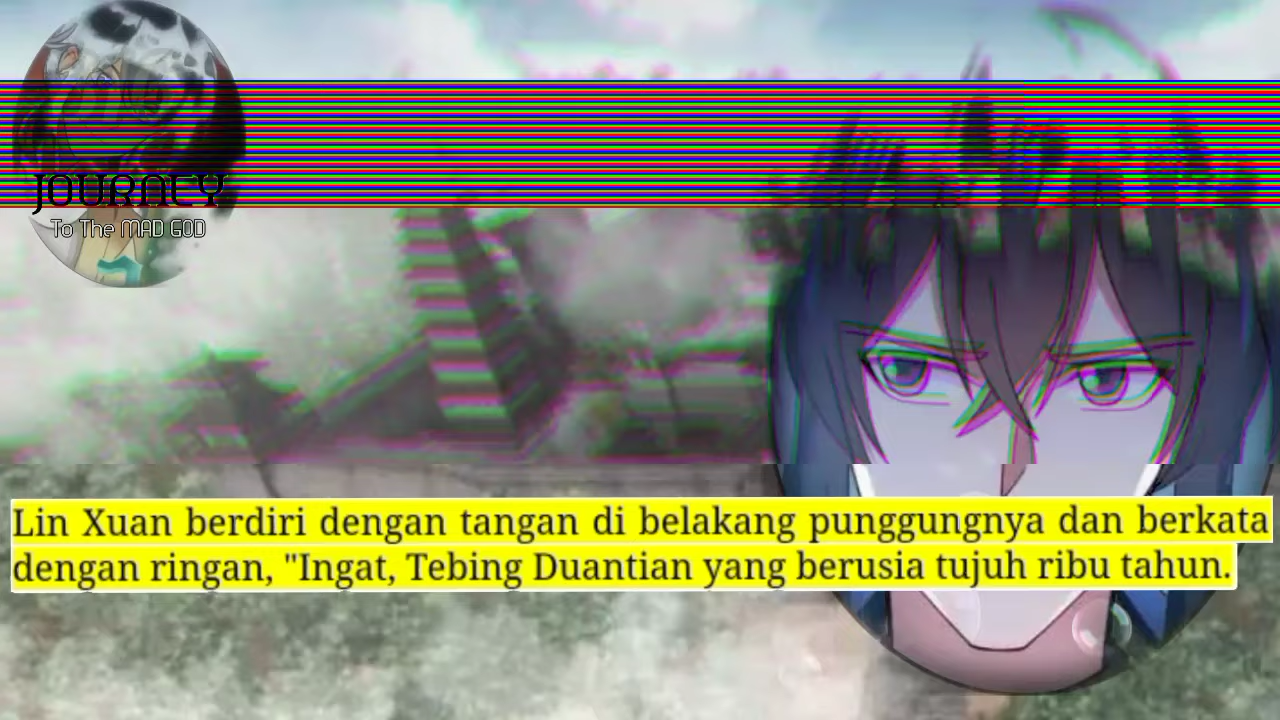 JOURNEY
To The MAD GOD
Lin Xuan berdiri dengan tangan di belakang punggungnya dan berkata
dengan ringan, "Ingat, Tebing Duantian yang berusia tujuh ribu tahun.